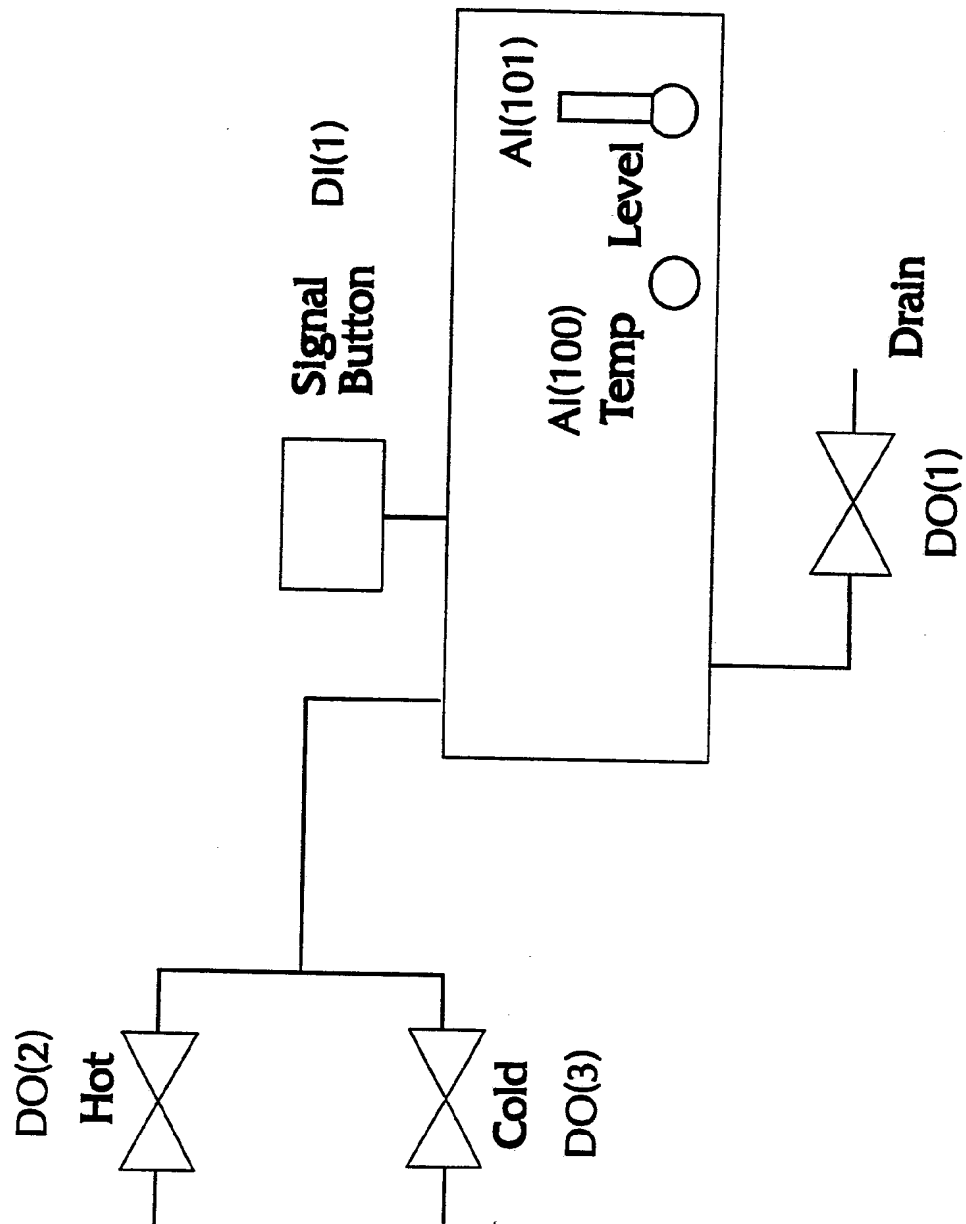 DO(2)
Hot
Cold
DO(3)
Signal
Button
DI(1)
AI(100)
Temp
AI(101)
Level
Drain
DO(1)